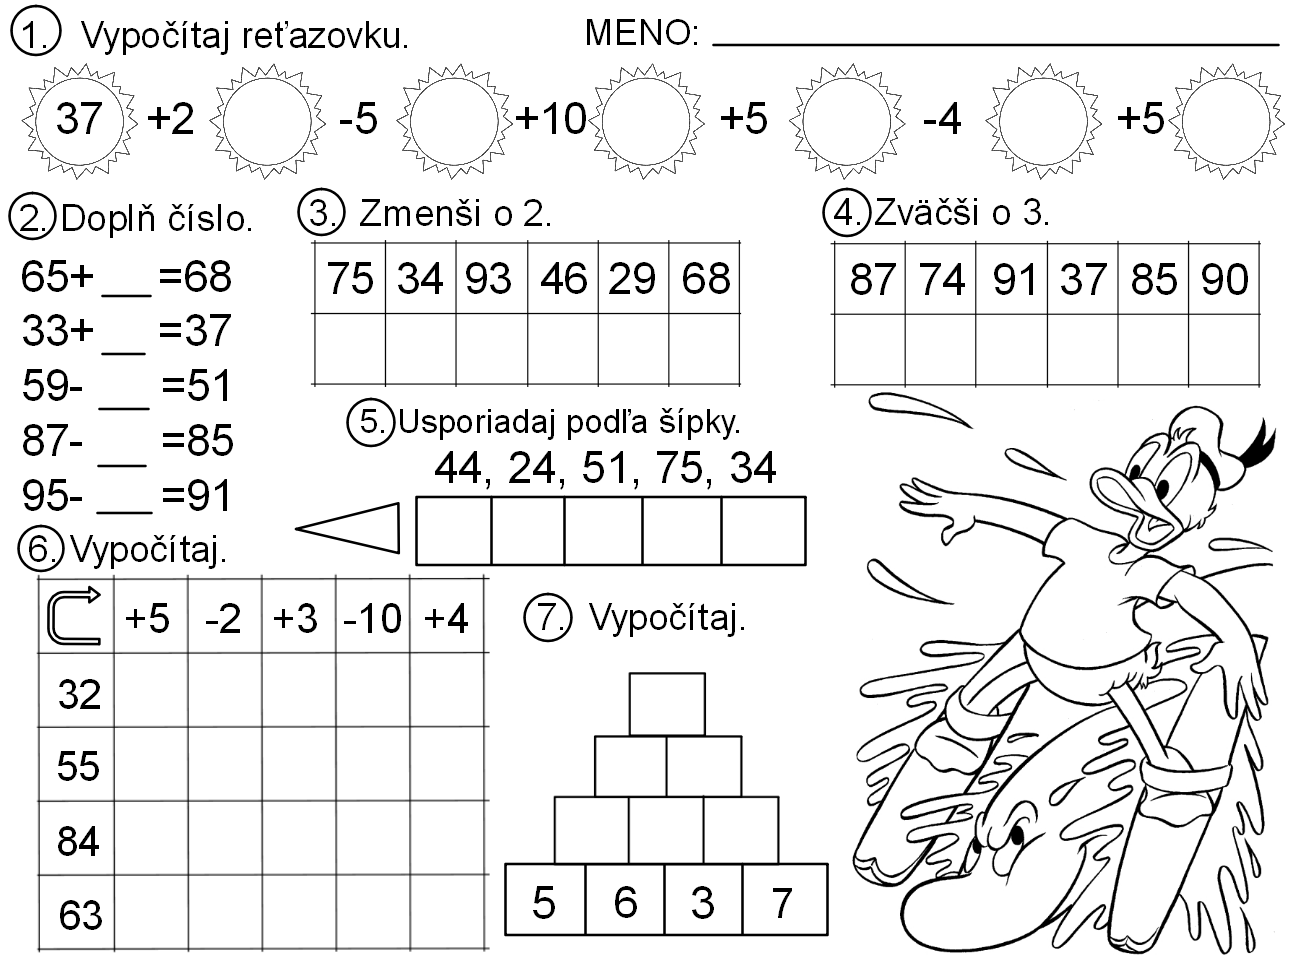 1. Vypočítaj reťazovku. MENO: ___
37 +2 -5 +10 +5 -4 +5
2. Doplň číslo.
65+ __ =68
33+ __ =37
59- __ =51
87- __ =85
95- __ =91
3. Zmenši o 2.
75 34 93 46 29 68
4. Zväčši o 3.
87 74 91 37 85 90
5. Usporiadaj podľa šípky.
44, 24, 51, 75, 34
6. Vypočítaj.
+5 -2 +3 -10 +4
32
55
84
63
7. Vypočítaj.
5 6 3 7